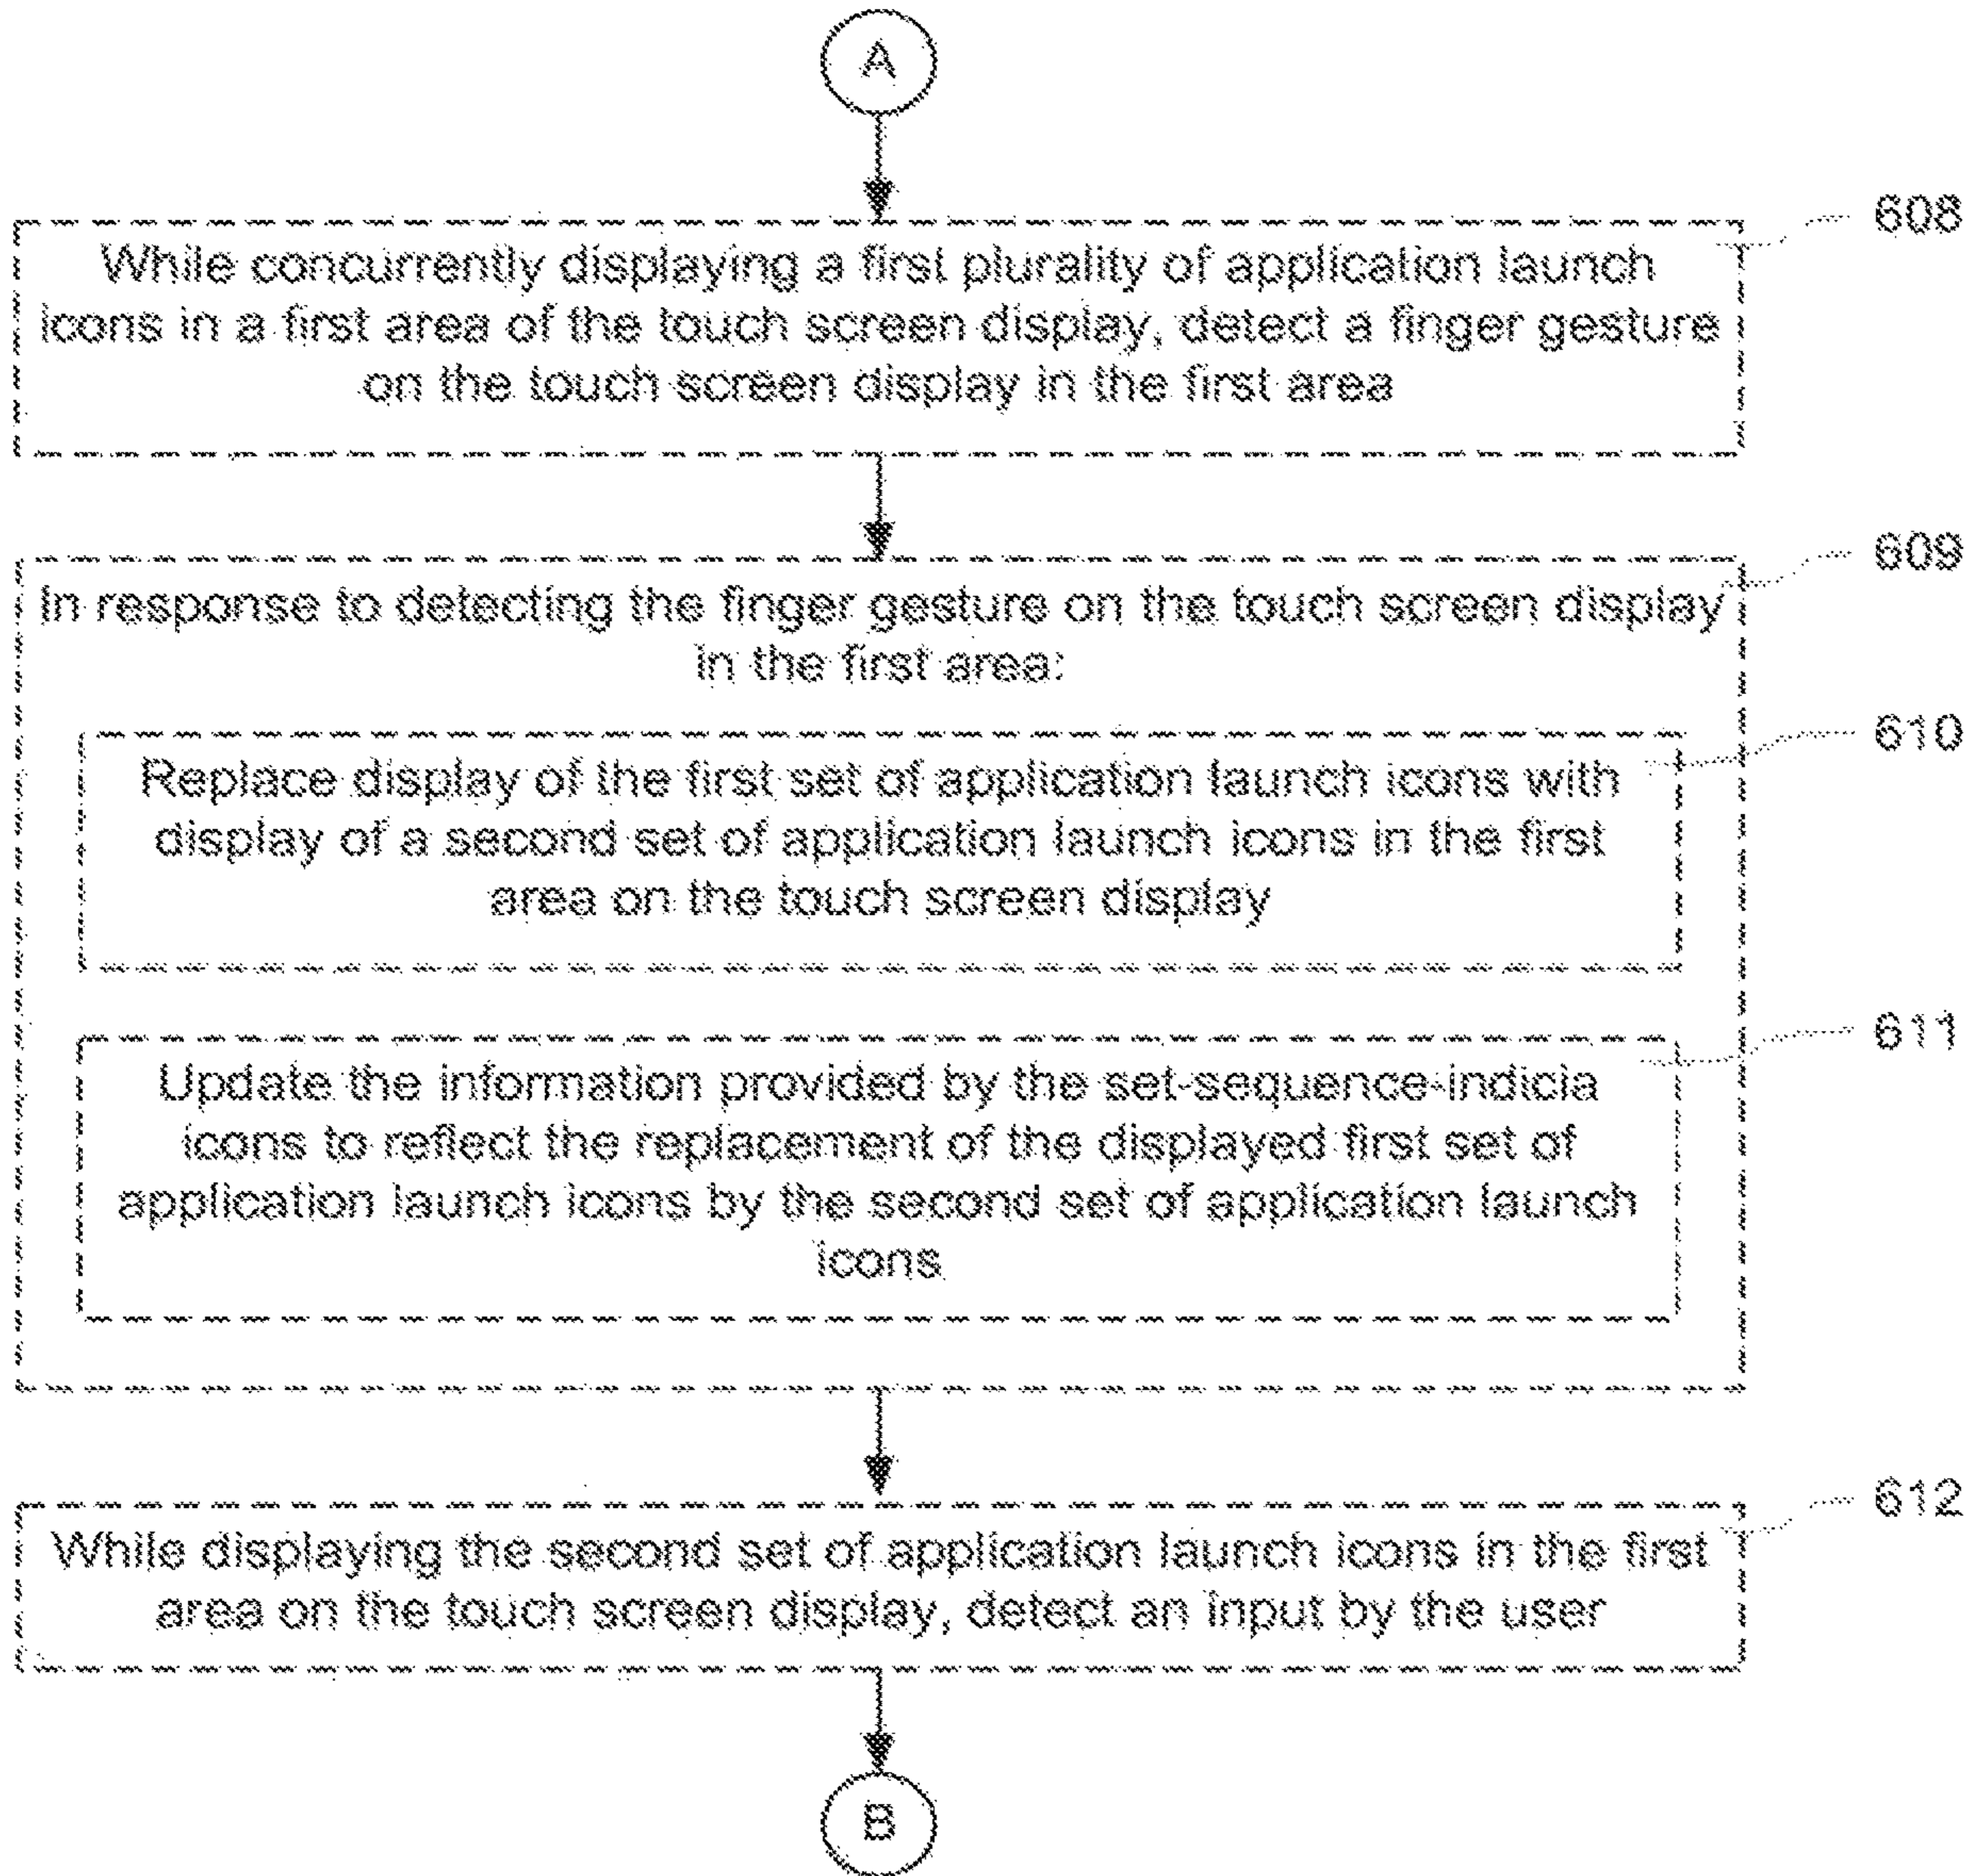 A
608
While concurrently displaying a first plurality of application launch
icons in a first area of the touch screen display, detect a finger gesture
on the touch screen display in the first area
609
In response to detecting the finger gesture on the touch screen display
in the first area:
610
Replace display of the first set of application launch icons with
display of a second set of application launch icons in the first
area on the touch screen display
611
Update the information provided by the set-sequence-indicia
icons to reflect the replacement of the displayed first set of
application launch icons by the second set of application launch
icons
612
While displaying the second set of application launch icons in the first
area on the touch screen display, detect an input by the user
B